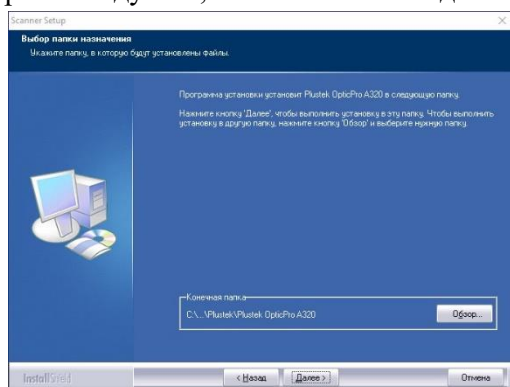 Scanner Setup
Выбор папки назначения
Укажите папку, в которую будут установлены файлы.
Программа установки установит Plustek OpticPro A320 в следующую папку.
Нажмите кнопку 'Далее', чтобы выполнить установку в эту папку. Чтобы выполнить
установку в другую папку, нажмите кнопку 'Обзор' и выберите нужную папку.
Конечная папка
C:\...\Plustek\Plustek OpticPro A320
Обзор...
InstallShield
< Назад
Далее >
Отмена